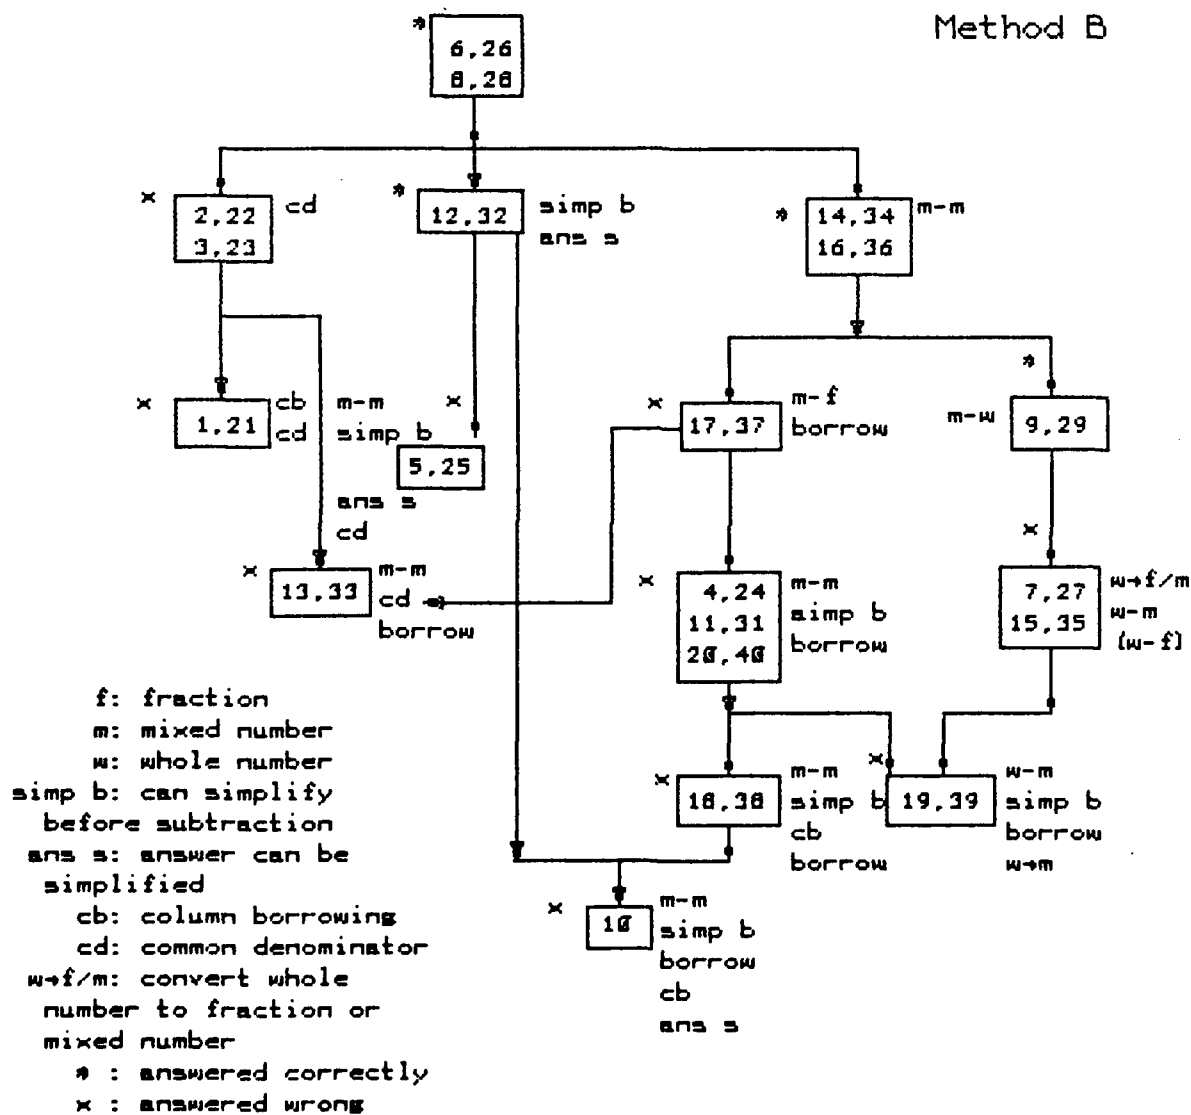 Method B
*
6,26
8,28
x
2,22
3,23
cd
*
12,32
simp b
ans s
*
14,34
16,36
m-m
x
1,21
cb
cd
m-m
simp b
ans s
cd
x
5,25
x
17,37
m-f
borrow
*
m-w
9,29
x
13,33
m-m
cd
borrow
x
4,24
11,31
20,40
m-m
simp b
borrow
x
7,27
15,35
w→f/m
w-m
(w-f)
x
18,38
m-m
simp b
cb
borrow
x
19,39
w-m
simp b
borrow
w→m
x
10
m-m
simp b
borrow
cb
ans s
f: fraction
m: mixed number
w: whole number
simp b: can simplify
before subtraction
ans s: answer can be
simplified
cb: column borrowing
cd: common denominator
w→f/m: convert whole
number to fraction or
mixed number
* : answered correctly
x : answered wrong